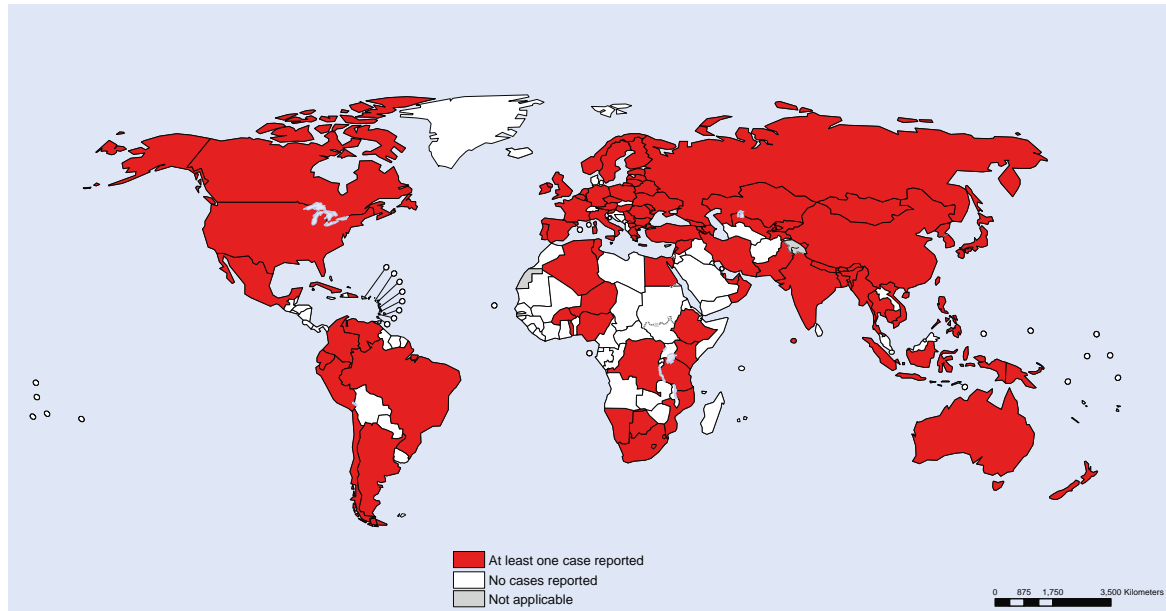 At least one case reported
No cases reported
Not applicable
0 875 1,750 3,500 Kilometers